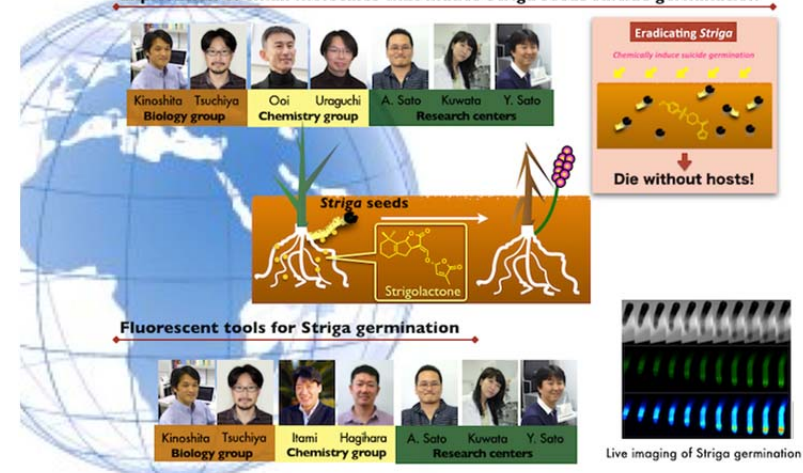 Eradicating Striga
Chemically induce suicide germination
Kinoshita Tsuchiya Ooi Uraguchi A. Sato Kuwata Y. Sato
Biology group Chemistry group Research centers
Die without hosts!
Striga seeds
Strigolactone
Fluorescent tools for Striga germination
Kinoshita Tsuchiya Itami Hagihara A. Sato Kuwata Y. Sato
Biology group Chemistry group Research centers
Live imaging of Striga germination